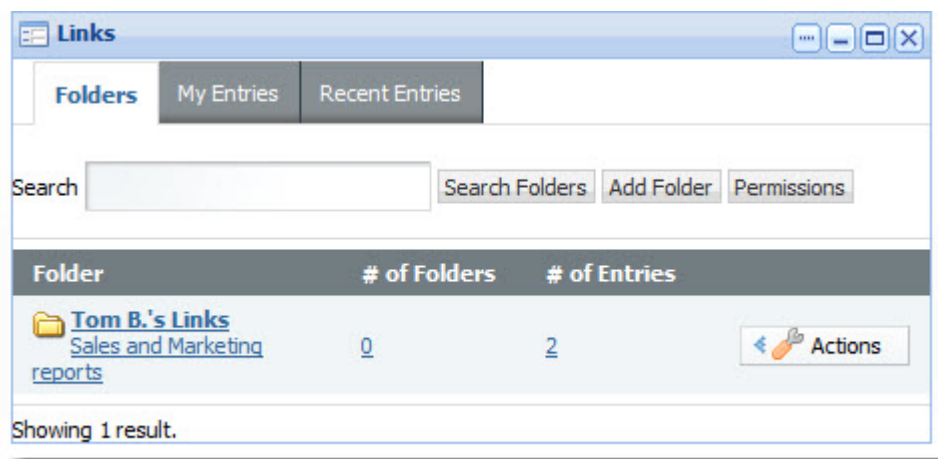 Links
Folders My Entries Recent Entries
Search Search Folders Add Folder Permissions
Folder # of Folders # of Entries
Tom B.'s Links
Sales and Marketing 0 2 Actions
reports
Showing 1 result.